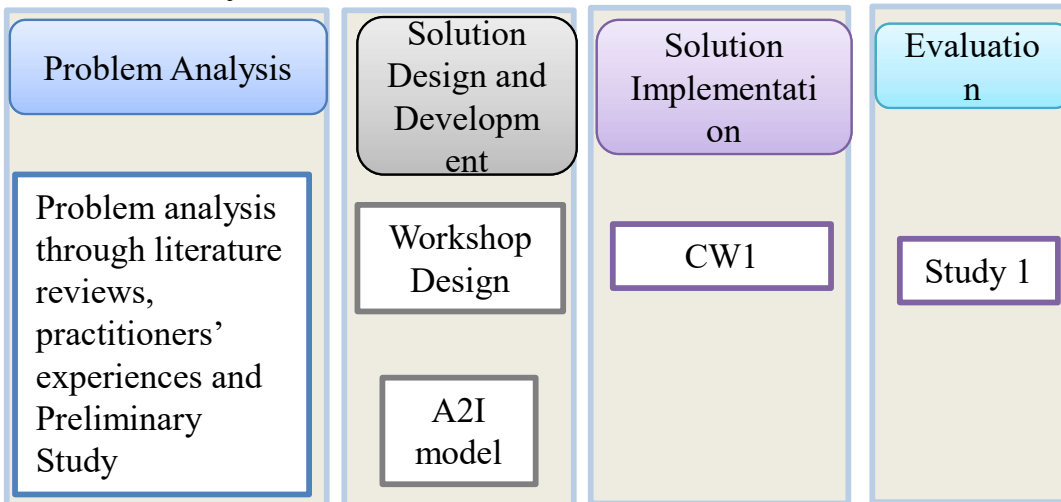 Problem Analysis
Problem analysis
through literature
reviews,
practitioners’
experiences and
Preliminary
Study
Solution
Design and
Developm
ent
Workshop
Design
A2I
model
Solution
Implementati
on
CW1
Evaluatio
n
Study 1